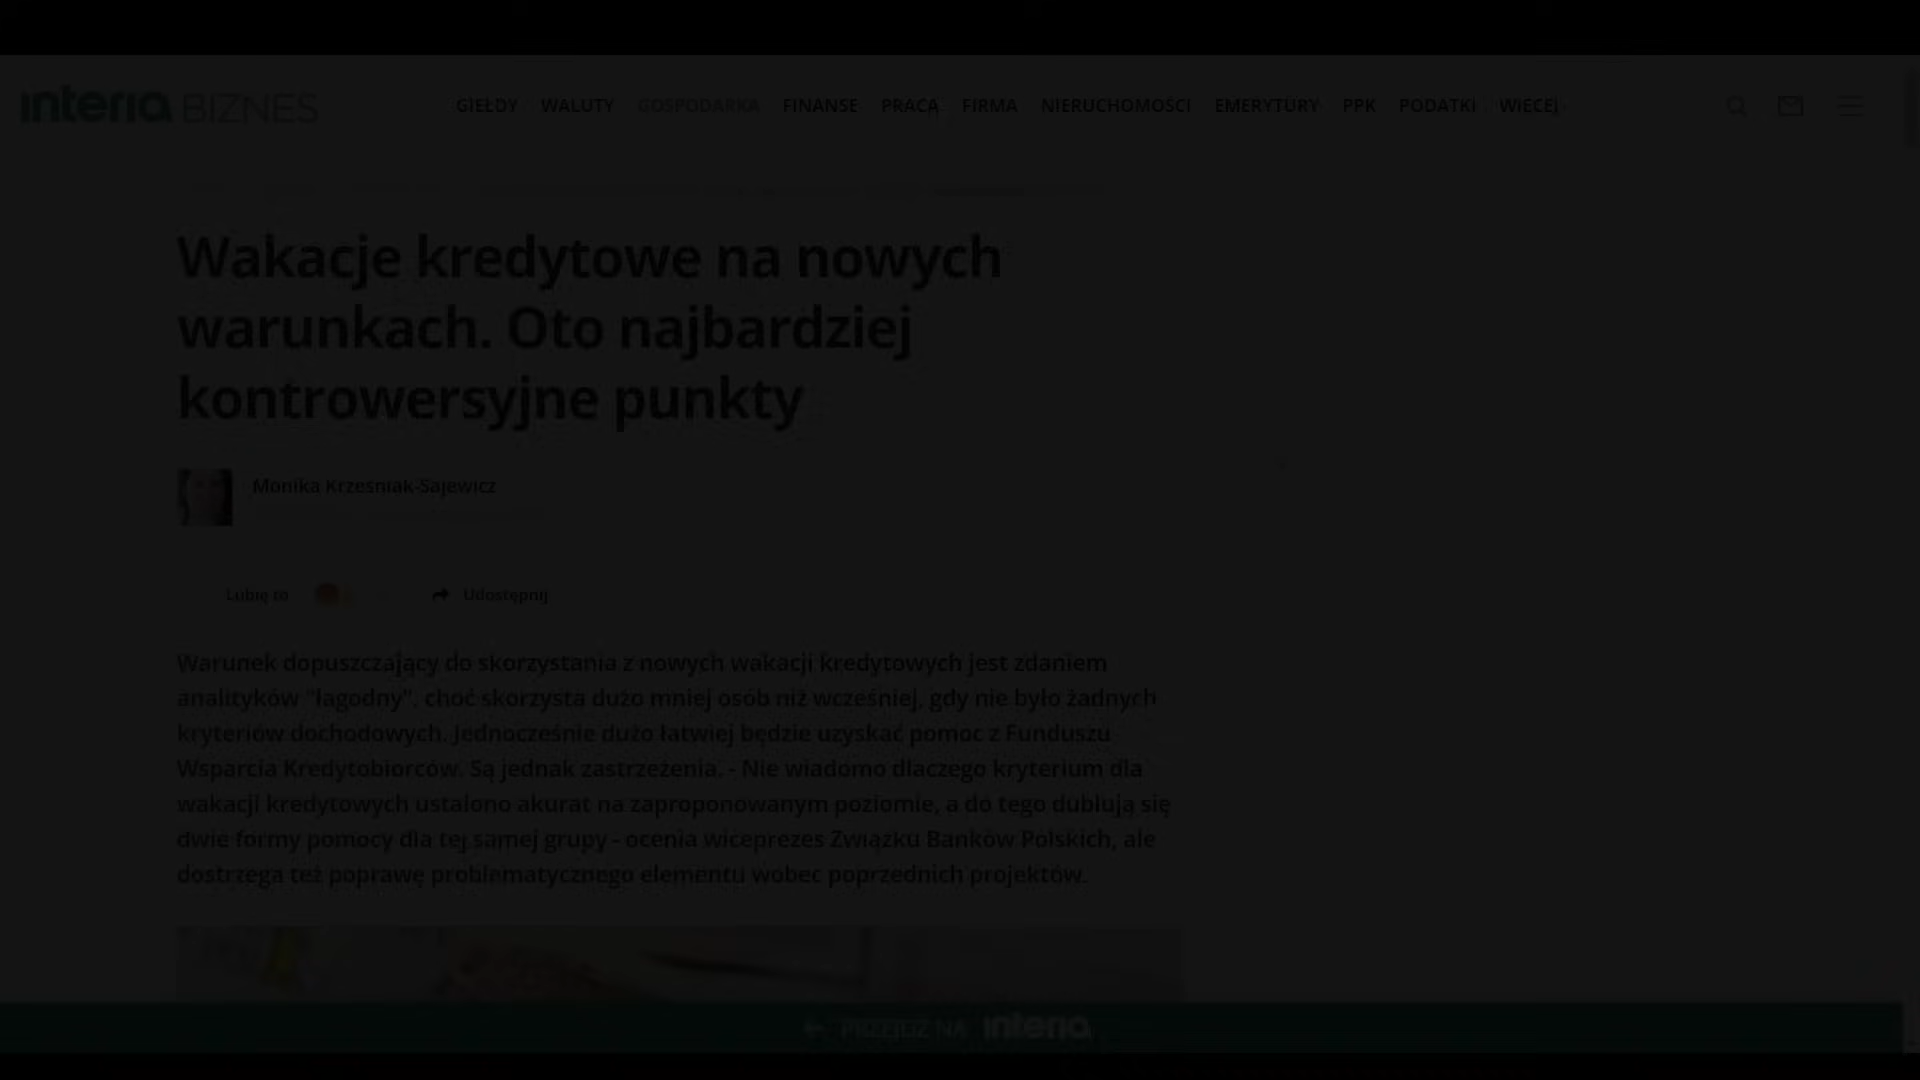 interia BIZNES
GIEŁDY WALUTY GOSPODARKA FINANSE PRACA FIRMA NIERUCHOMOŚCI EMERYTURY PPK PODATKI WIĘCEJ
Wakacje kredytowe na nowych
warunkach. Oto najbardziej
kontrowersyjne punkty
Monika Krześniak-Sajewicz
Lubię to
Udostępnij
Warunek dopuszczający do skorzystania z nowych wakacji kredytowych jest zdaniem
analityków "łagodny", choć skorzysta dużo mniej osób niż wcześniej, gdy nie było żadnych
kryteriów dochodowych. Jednocześnie dużo łatwiej będzie uzyskać pomoc z Funduszu
Wsparcia Kredytobiorców. Są jednak zastrzeżenia. - Nie wiadomo dlaczego kryterium dla
wakacji kredytowych ustalono akurat na zaproponowanym poziomie, a do tego dublują się
dwie formy pomocy dla tej samej grupy - ocenia wiceprezes Związku Banków Polskich, ale
dostrzega też poprawę problematycznego elementu wobec poprzednich projektów.
PRZEJDŹ NA interia